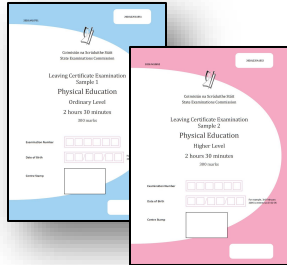 Coimisiún na Scrúduithe Stáit
State Examinations Commission
Leaving Certificate Examination
Sample 1
Physical Education
Ordinary Level
2 hours 30 minutes
300 marks
Examination Number
Date of Birth
Centre Stamp
Coimisiún na Scrúduithe Stáit
State Examinations Commission
Leaving Certificate Examination
Sample 2
Physical Education
Higher Level
2 hours 30 minutes
300 marks
Examination Number
Date of Birth
Centre Stamp